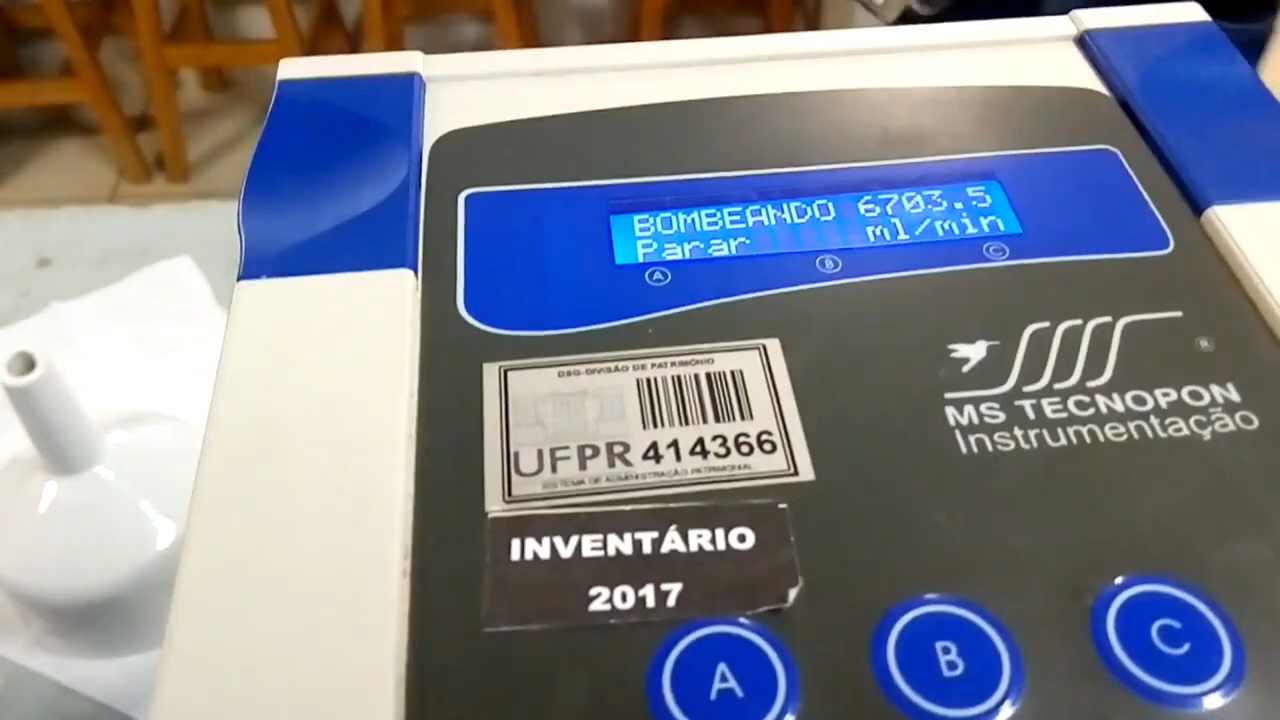 BOMBEANDO 6703.5
Parar ml/min
A B C
DSG-DIVISÃO DE PATRIMÔNIO
UFPR 414366
SISTEMA DE ADMINISTRAÇÃO PATRIMONIAL
INVENTÁRIO
2017
®
MS TECNOPON
Instrumentação
A B C